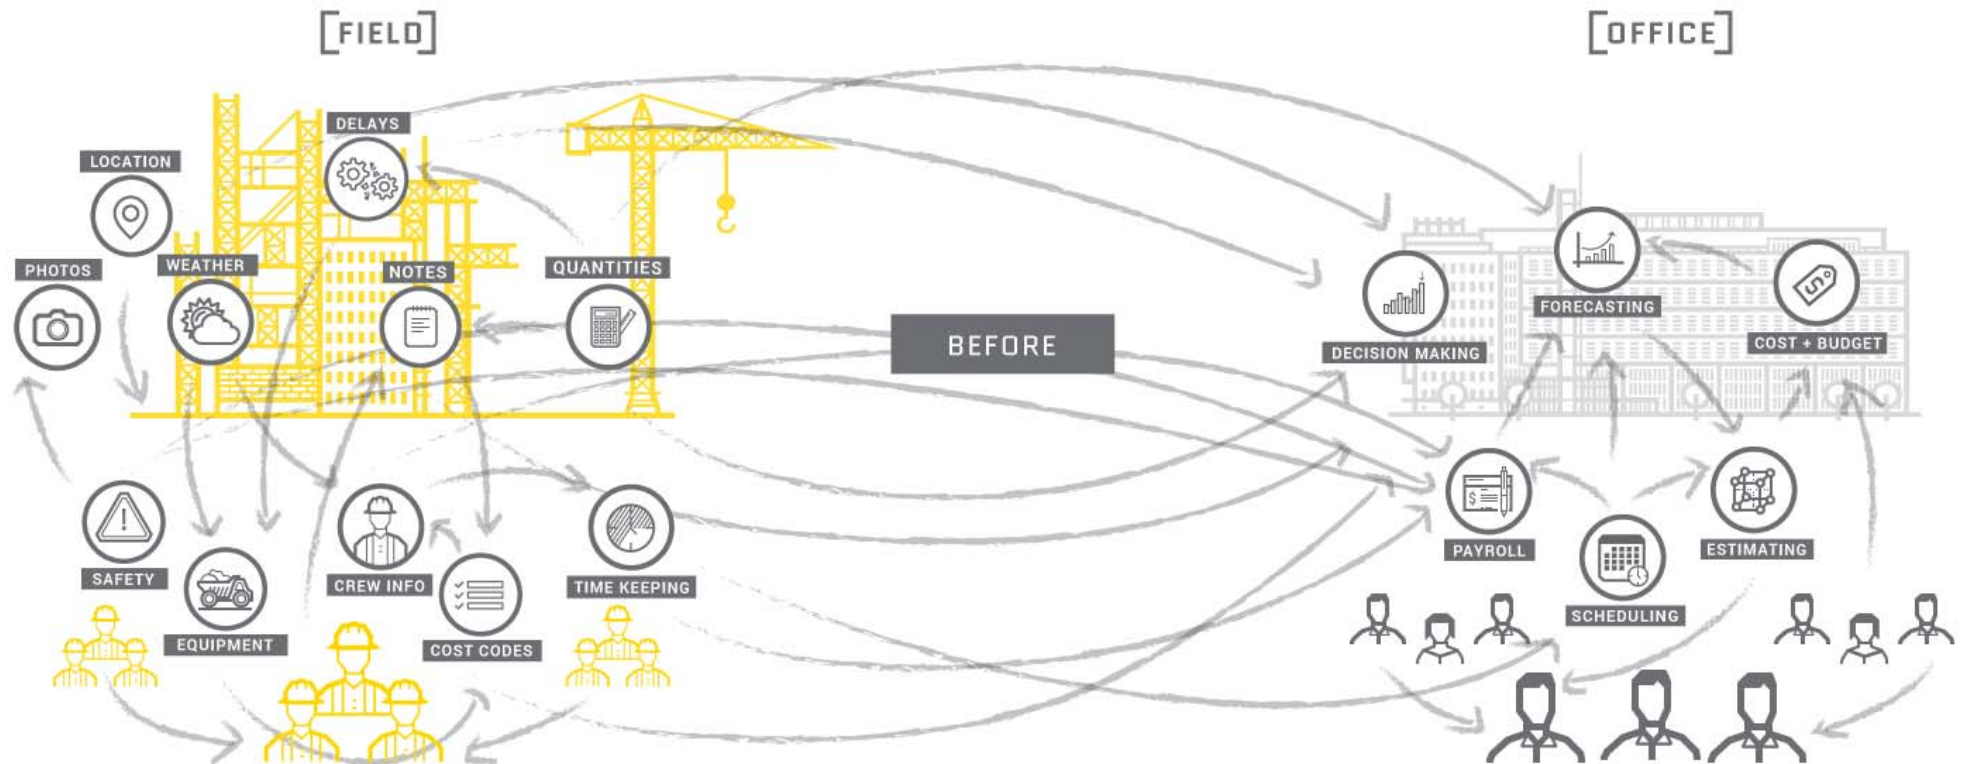 [FIELD]
[OFFICE]
DELAYS
LOCATION
PHOTOS
WEATHER
NOTES
QUANTITIES
BEFORE
FORECASTING
DECISION MAKING
COST + BUDGET
SAFETY
EQUIPMENT
CREW INFO
COST CODES
TIME KEEPING
PAYROLL
ESTIMATING
SCHEDULING